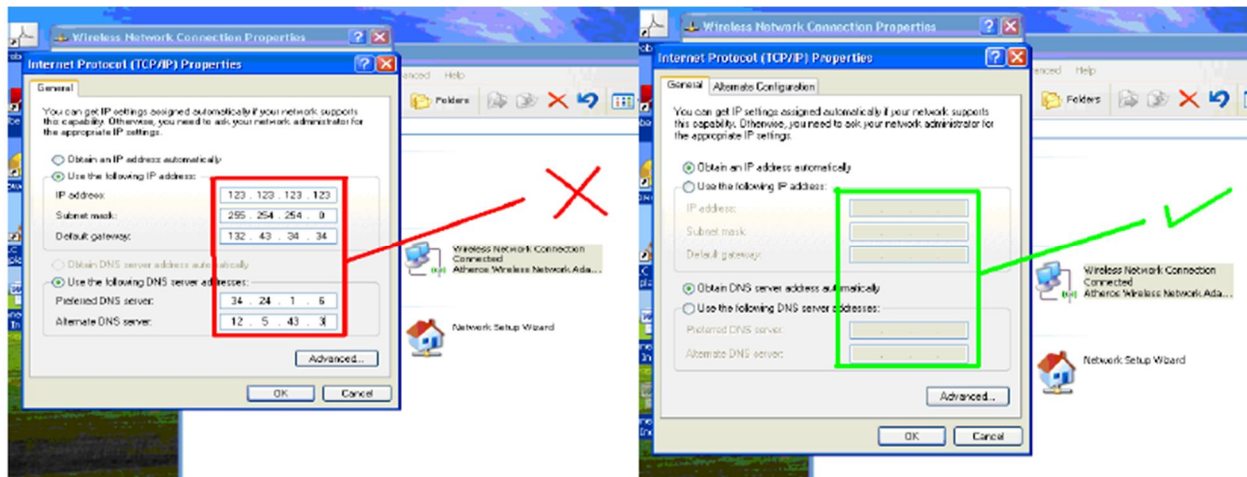 Wireless Network Connection Properties
Internet Protocol (TCP/IP) Properties
General
You can get IP settings assigned automatically if your network supports
this capability. Otherwise, you need to ask your network administrator for
the appropriate IP settings.
Obtain an IP address automatically
Use the following IP address:
IP address: 123 . 123 . 123 . 123
Subnet mask: 255 . 254 . 254 . 0
Default gateway: 132 . 43 . 34 . 34
Obtain DNS server address automatically
Use the following DNS server addresses:
Preferred DNS server: 34 . 24 . 1 . 6
Alternate DNS server: 12 . 5 . 43 . 3
Advanced...
OK Cancel
Help
Folders
Wireless Network Connection
Connected
Atheros Wireless Network Ada...
Network Setup Wizard
Wireless Network Connection Properties
Internet Protocol (TCP/IP) Properties
General Alternate Configuration
You can get IP settings assigned automatically if your network supports
this capability. Otherwise, you need to ask your network administrator for
the appropriate IP settings.
Obtain an IP address automatically
Use the following IP address:
IP address:
Subnet mask:
Default gateway:
Obtain DNS server address automatically
Use the following DNS server addresses:
Preferred DNS server:
Alternate DNS server:
Advanced...
OK Cancel
Help
Folders
Wireless Network Connection
Connected
Atheros Wireless Network Ada...
Network Setup Wizard